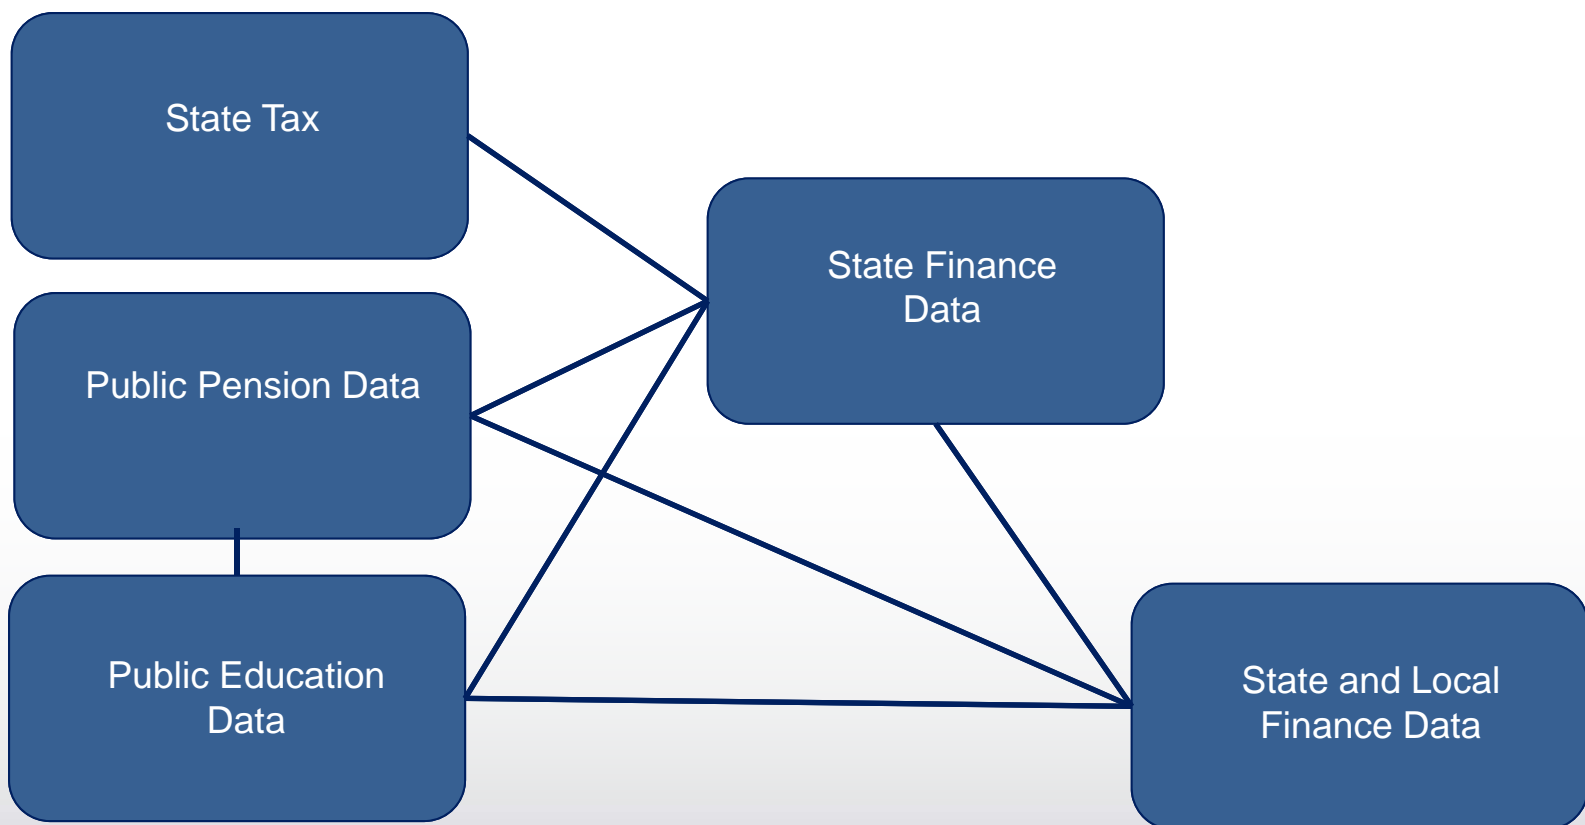 State Tax
Public Pension Data
Public Education
Data
State Finance
Data
State and Local
Finance Data